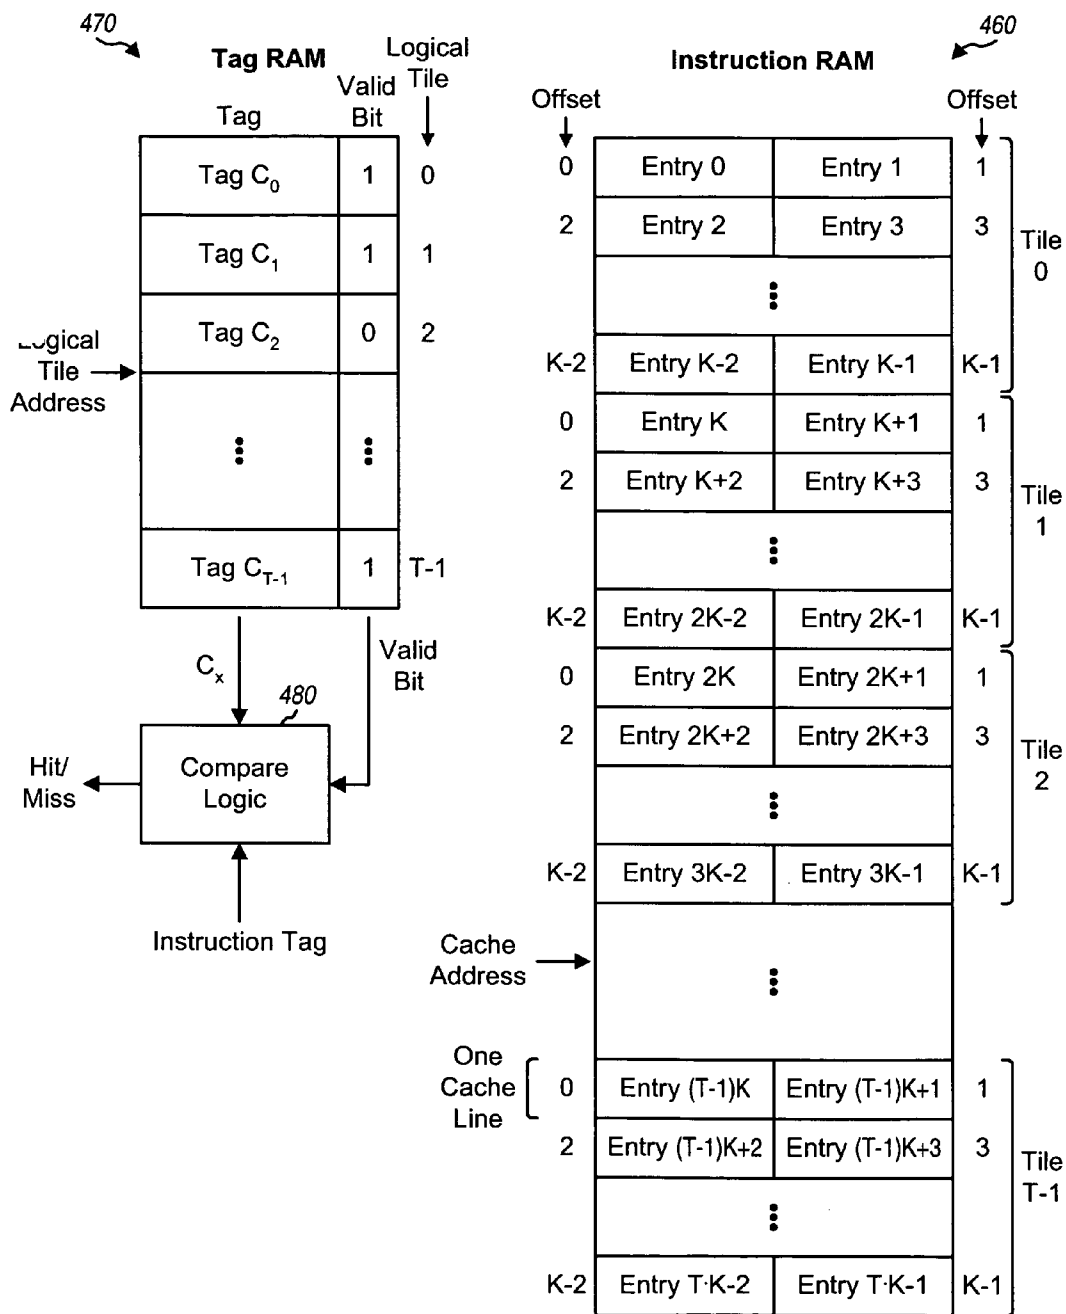 470
Tag RAM
Logical
Tile
Valid
Bit
Tag
Tag C0 1 0
Tag C1 1 1
Tag C2 0 2
Logical
Tile
Address
Tag CT-1 1 T-1
Cx
Valid
Bit
480
Compare
Logic
Hit/
Miss
Instruction Tag
460
Instruction RAM
Offset Offset
0 Entry 0 Entry 1 1
2 Entry 2 Entry 3 3
Tile
0
K-2 Entry K-2 Entry K-1 K-1
0 Entry K Entry K+1 1
2 Entry K+2 Entry K+3 3
Tile
1
K-2 Entry 2K-2 Entry 2K-1 K-1
0 Entry 2K Entry 2K+1 1
2 Entry 2K+2 Entry 2K+3 3
Tile
2
K-2 Entry 3K-2 Entry 3K-1 K-1
Cache
Address
One
Cache
Line
0 Entry (T-1)K Entry (T-1)K+1 1
2 Entry (T-1)K+2 Entry (T-1)K+3 3
Tile
T-1
K-2 Entry T·K-2 Entry T·K-1 K-1